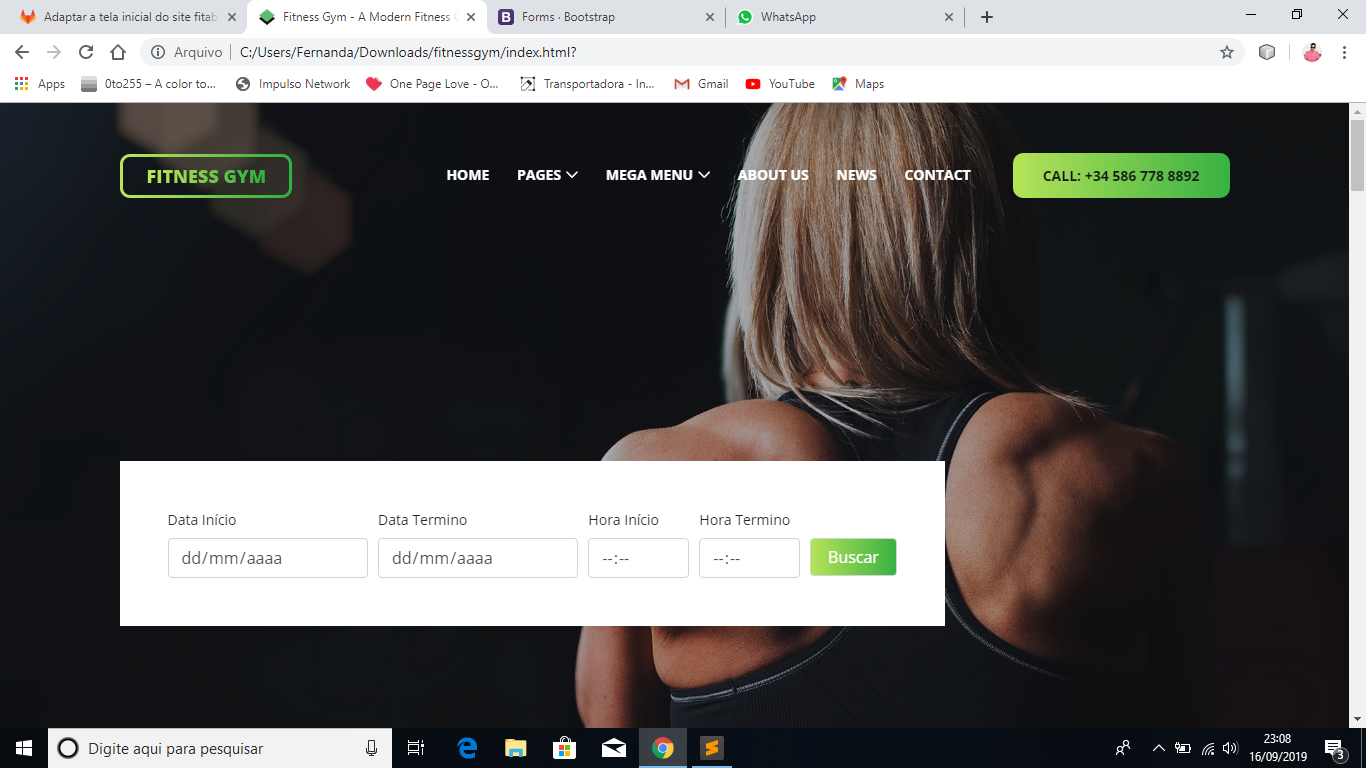 Adaptar a tela inicial do site fitab
Fitness Gym - A Modern Fitness G
Forms · Bootstrap
WhatsApp
Arquivo
C:/Users/Fernanda/Downloads/fitnessgym/index.html?
Apps
0to255 – A color to...
Impulso Network
One Page Love - O...
Transportadora - In...
Gmail
YouTube
Maps
FITNESS GYM
HOME
PAGES
MEGA MENU
ABOUT US
NEWS
CONTACT
CALL: +34 586 778 8892
Data Início
Data Termino
Hora Início
Hora Termino
dd/mm/aaaa
dd/mm/aaaa
--:--
--:--
Buscar
Digite aqui para pesquisar
23:08
16/09/2019
3